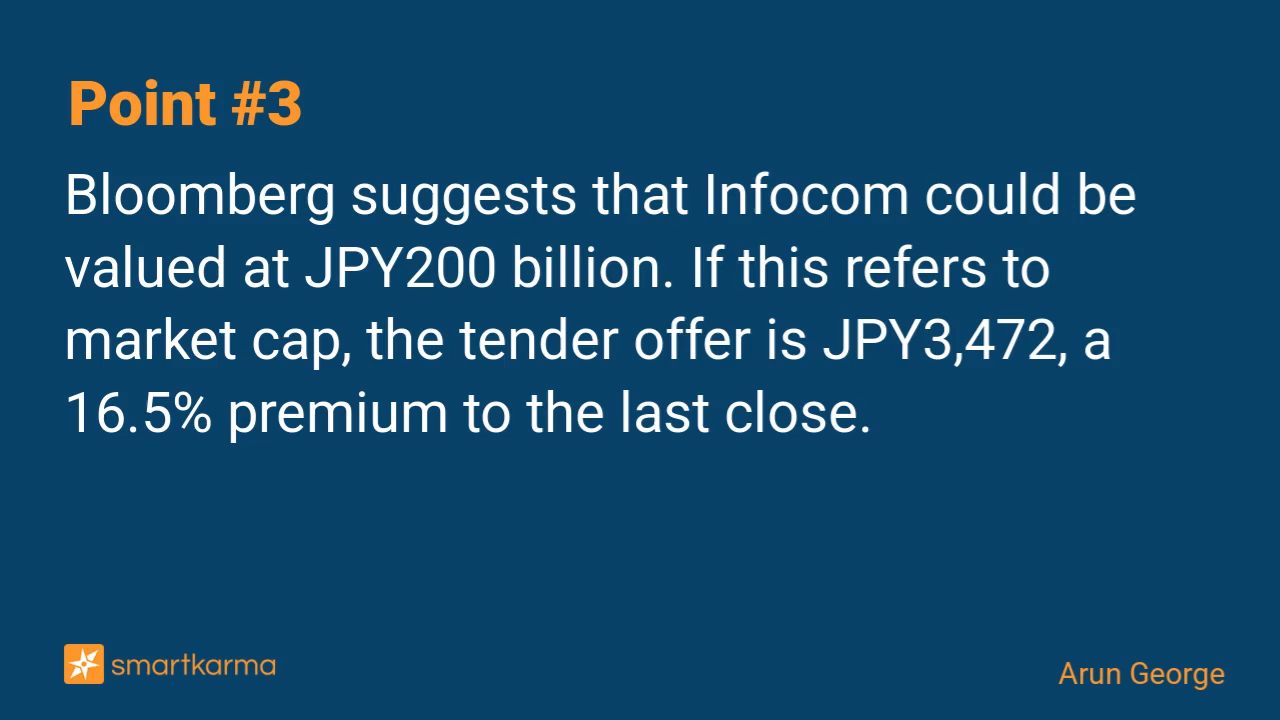 Point #3
Bloomberg suggests that Infocom could be
valued at JPY200 billion. If this refers to
market cap, the tender offer is JPY3,472, a
16.5% premium to the last close.
smartkarma
Arun George